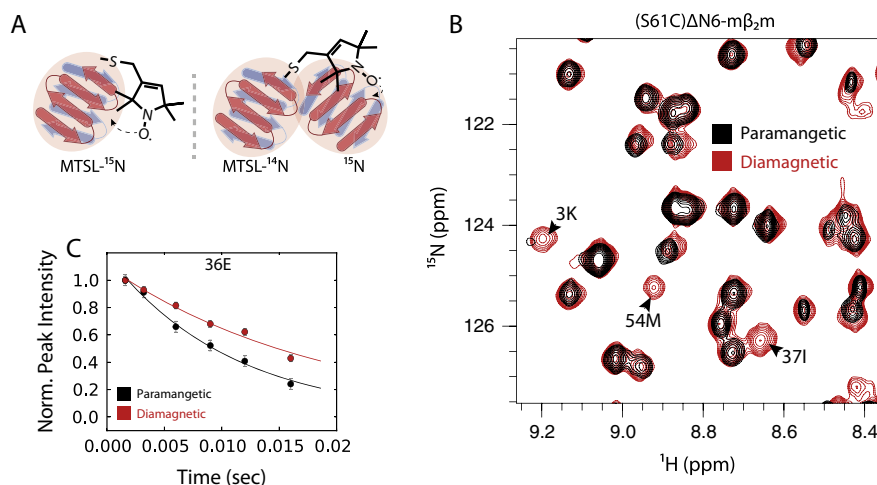 A
S
N
O.
MTSL-¹⁵N
S
N
O.
MTSL-¹⁴N
¹⁵N
B
(S61C)ΔN6-mβ₂m
Paramangetic
Diamagnetic
3K
54M
37I
122
124
126
¹⁵N (ppm)
9.2
9.0
8.8
8.6
8.4
¹H (ppm)
C
36E
Norm. Peak Intensity
1.0
0.8
0.6
0.4
0.2
0.0
Paramangetic
Diamagnetic
0.000
0.005
0.010
0.015
0.02
Time (sec)